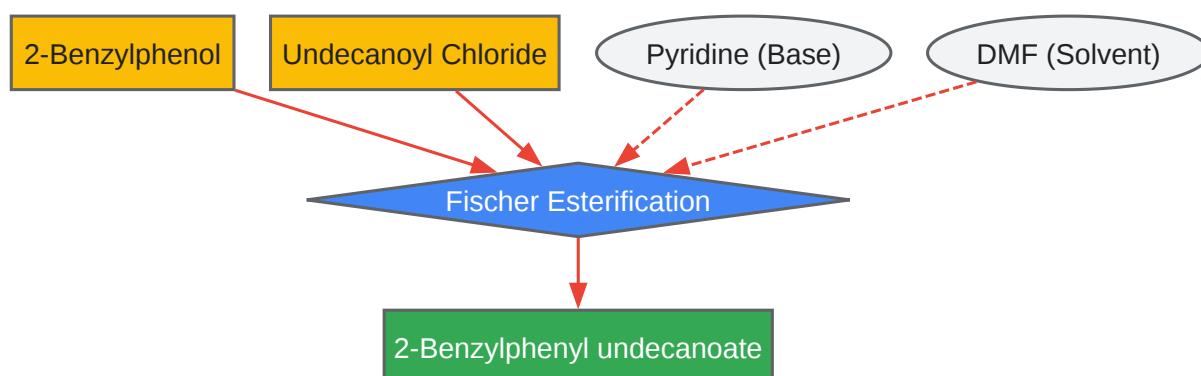 2-Benzylphenol
Undecanoyl Chloride
Pyridine (Base)
DMF (Solvent)
Fischer Esterification
2-Benzylphenyl undecanoate